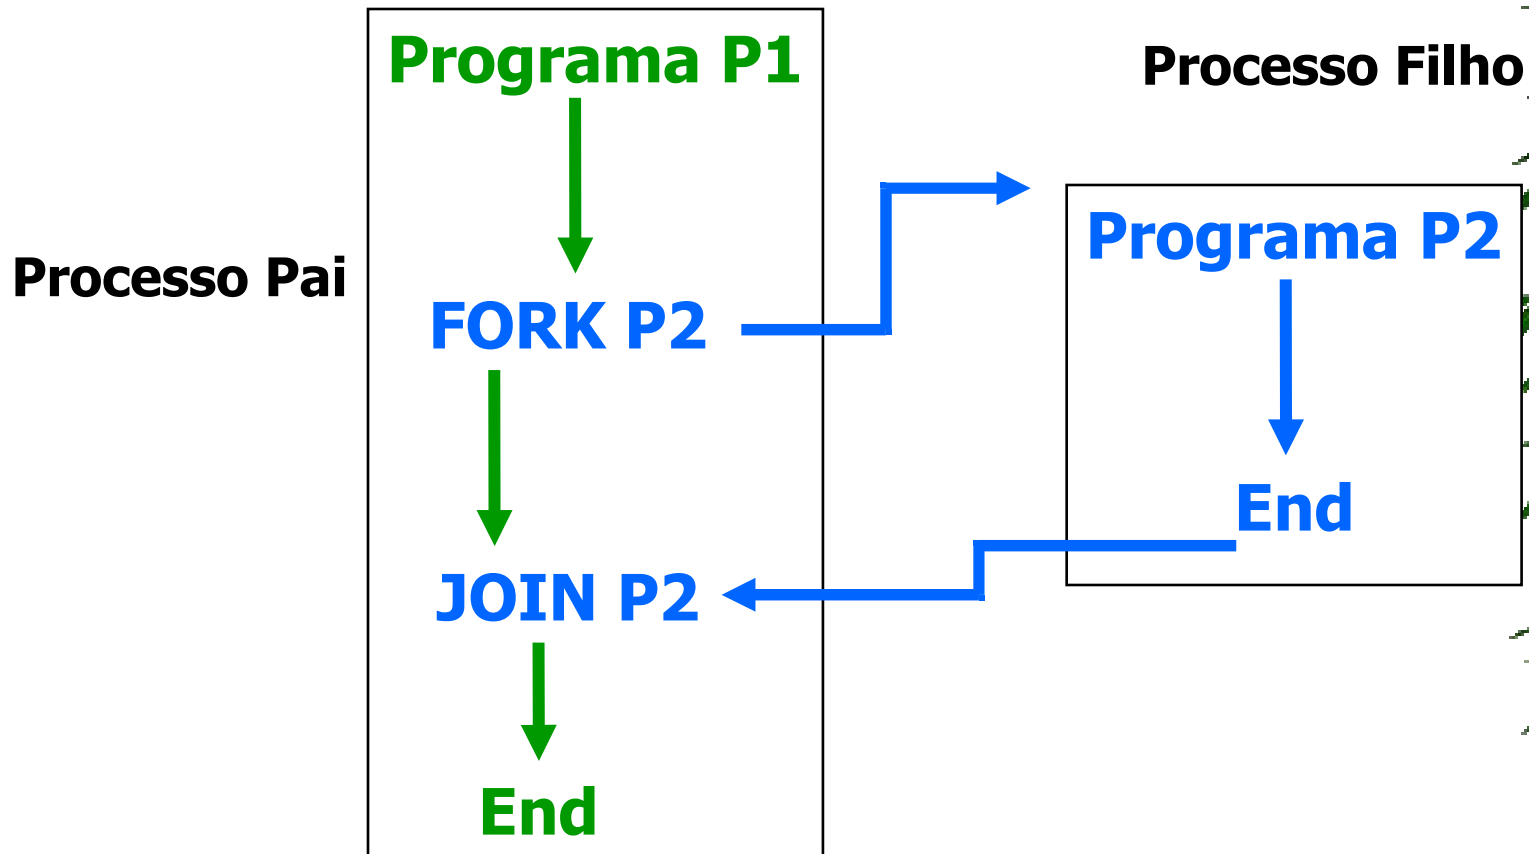 Programa P1
Processo Filho
Programa P2
Processo Pai
FORK P2
End
JOIN P2
End